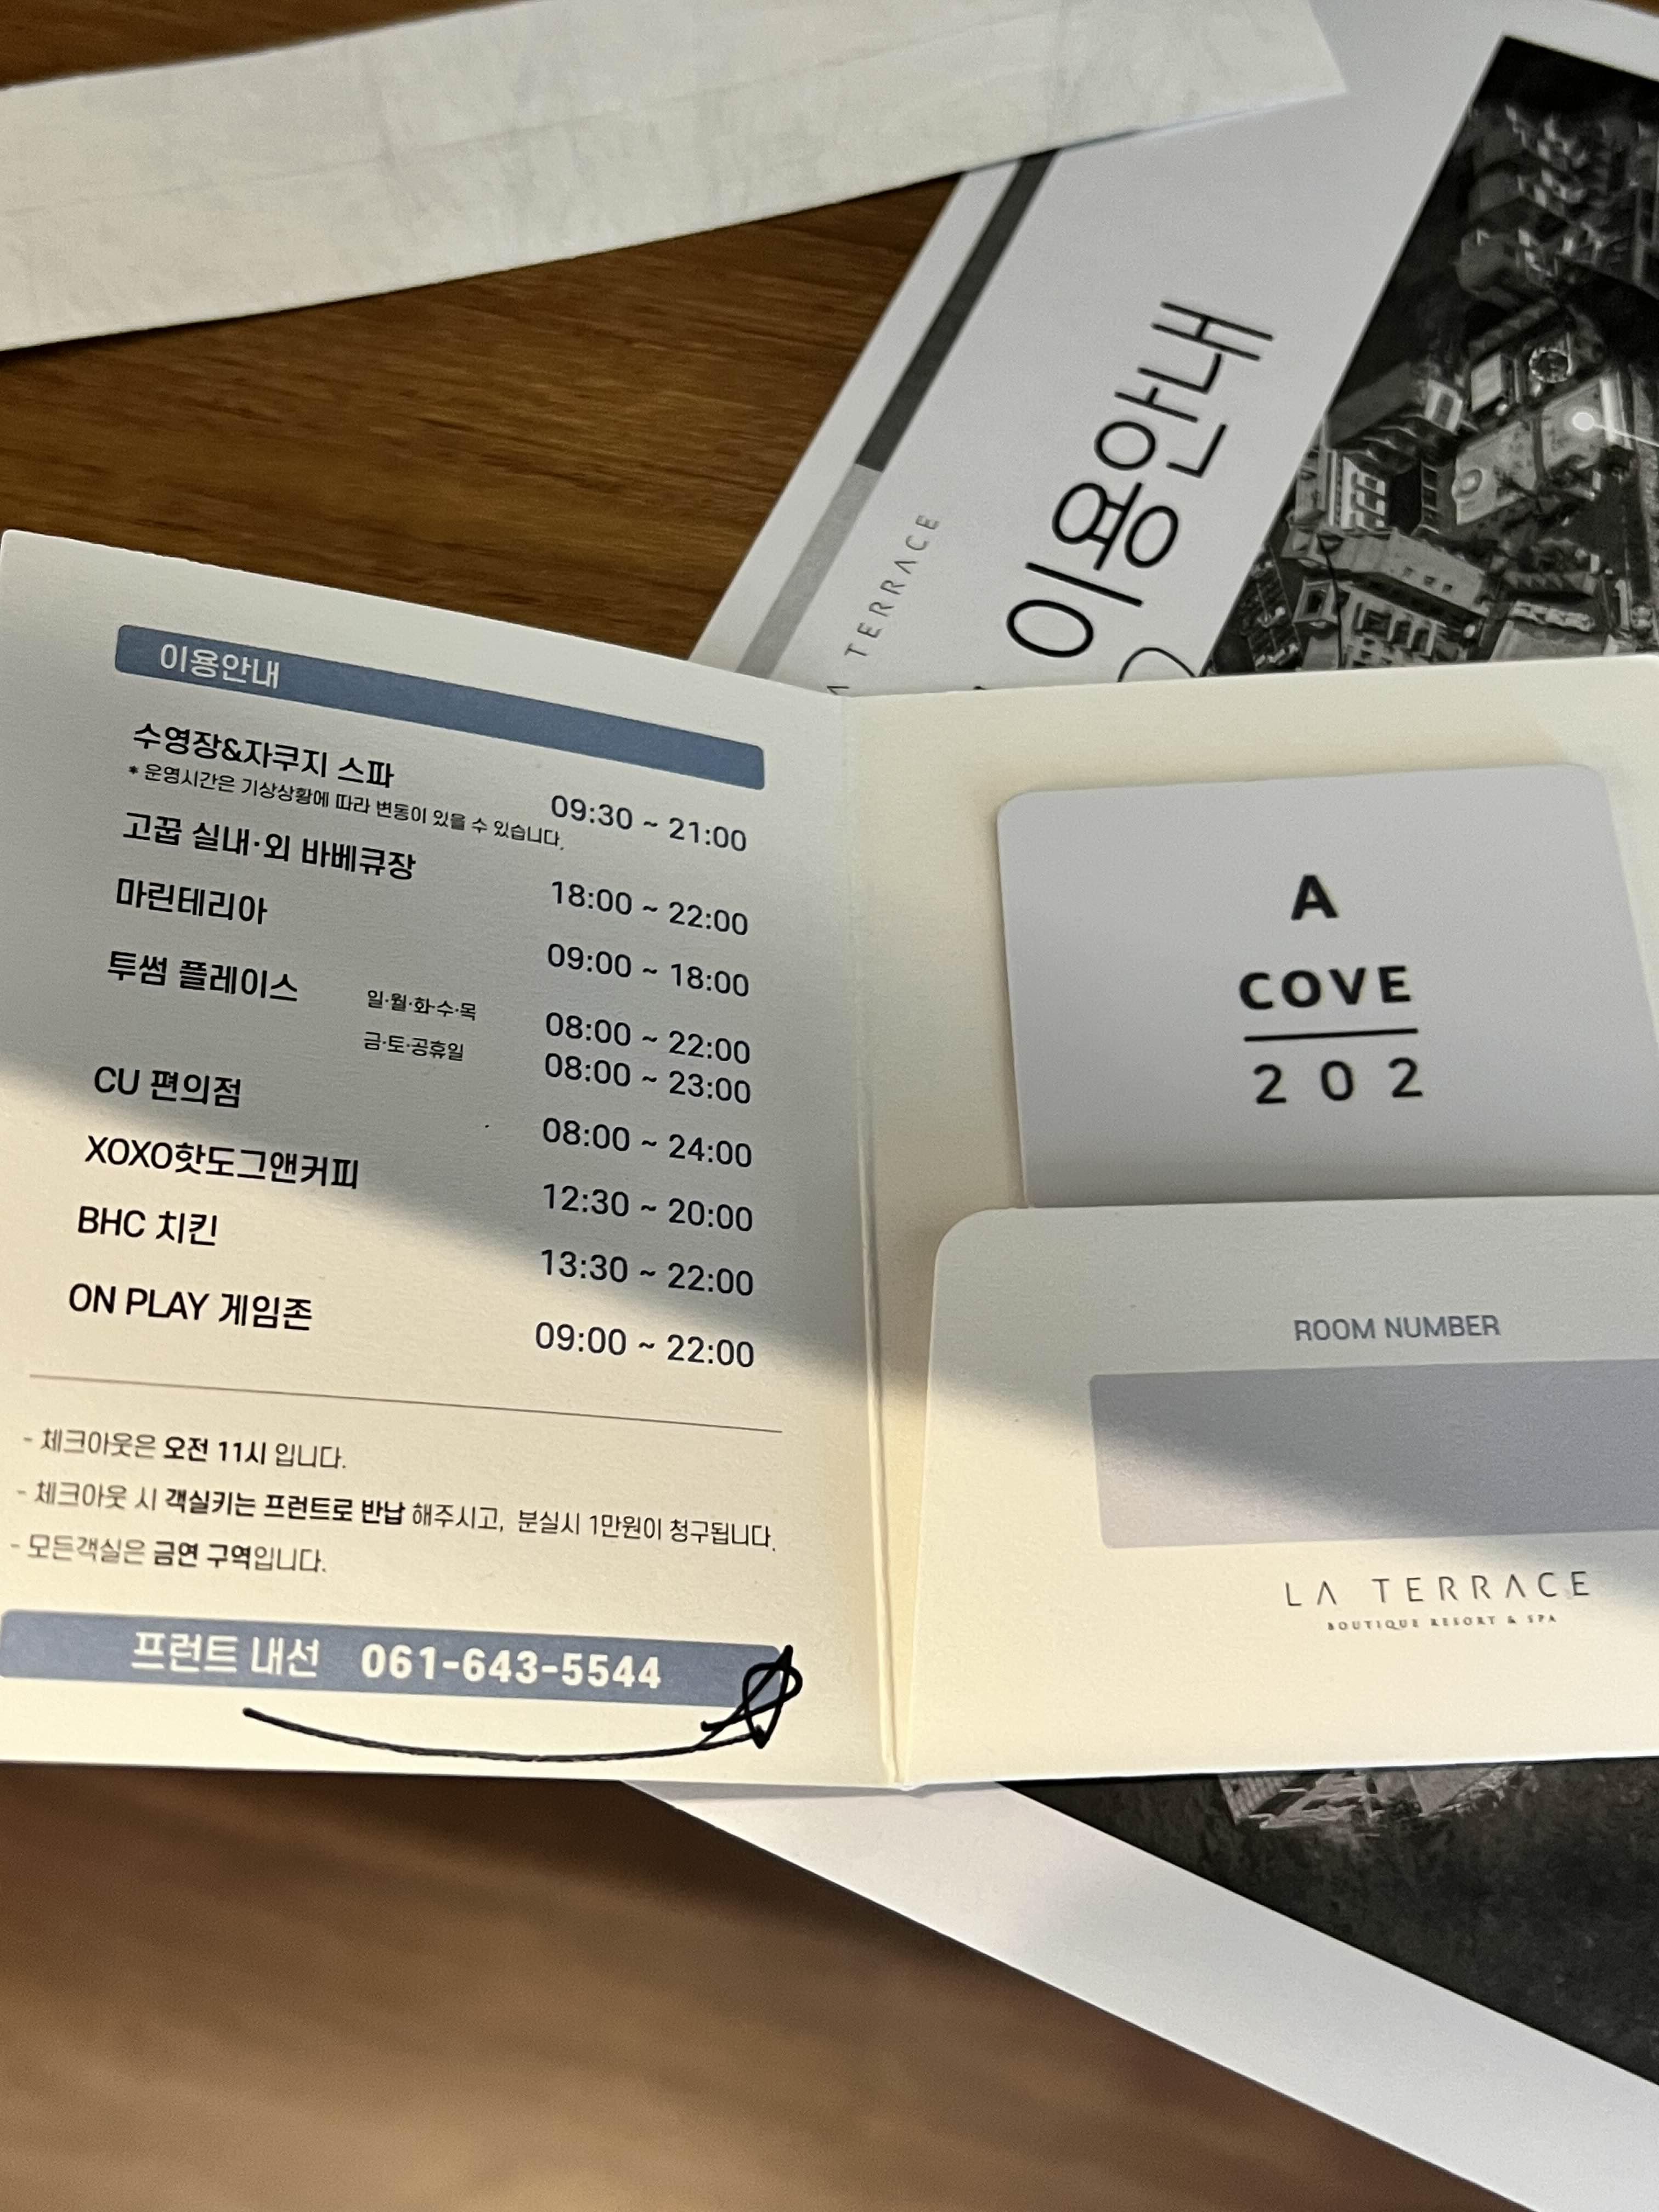 TERRACE
이용안내
이용안내
수영장&자쿠지 스파 09:30 ~ 21:00
* 운영시간은 기상상황에 따라 변동이 있을 수 있습니다.
고꿉 실내·외 바베큐장 18:00 ~ 22:00
마린테리아 09:00 ~ 18:00
투썸 플레이스 일·월·화·수·목 08:00 ~ 22:00
금·토·공휴일 08:00 ~ 23:00
CU 편의점 08:00 ~ 24:00
XOXO핫도그앤커피 12:30 ~ 20:00
BHC 치킨 13:30 ~ 22:00
ON PLAY 게임존 09:00 ~ 22:00
- 체크아웃은 오전 11시 입니다.
- 체크아웃 시 객실키는 프런트로 반납 해주시고, 분실시 1만원이 청구됩니다.
- 모든객실은 금연 구역입니다.
프런트 내선 061-643-5544
A
COVE
202
ROOM NUMBER
LA TERRACE
BOUTIQUE RESORT & SPA